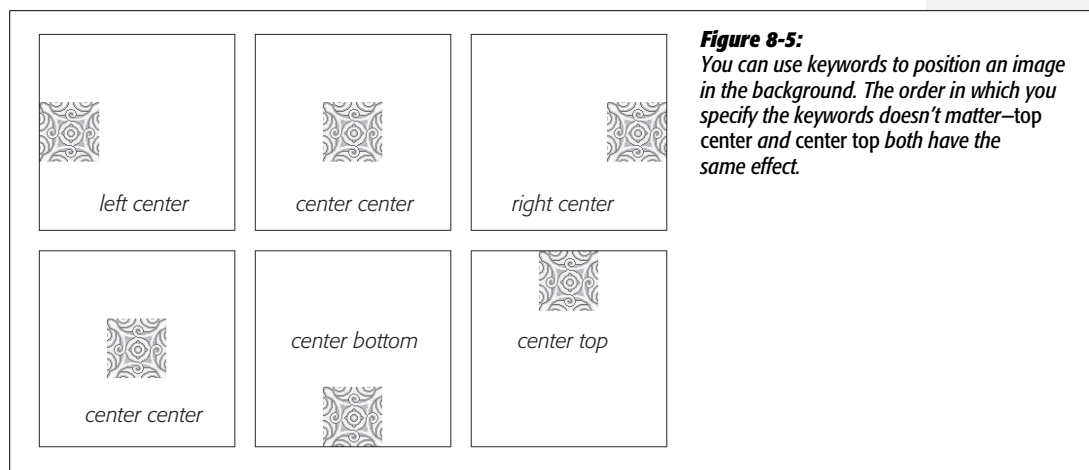 Figure 8-5:
You can use keywords to position an image
in the background. The order in which you
specify the keywords doesn’t matter—top
center and center top both have the
same effect.
left center
center center
right center
center center
center bottom
center top